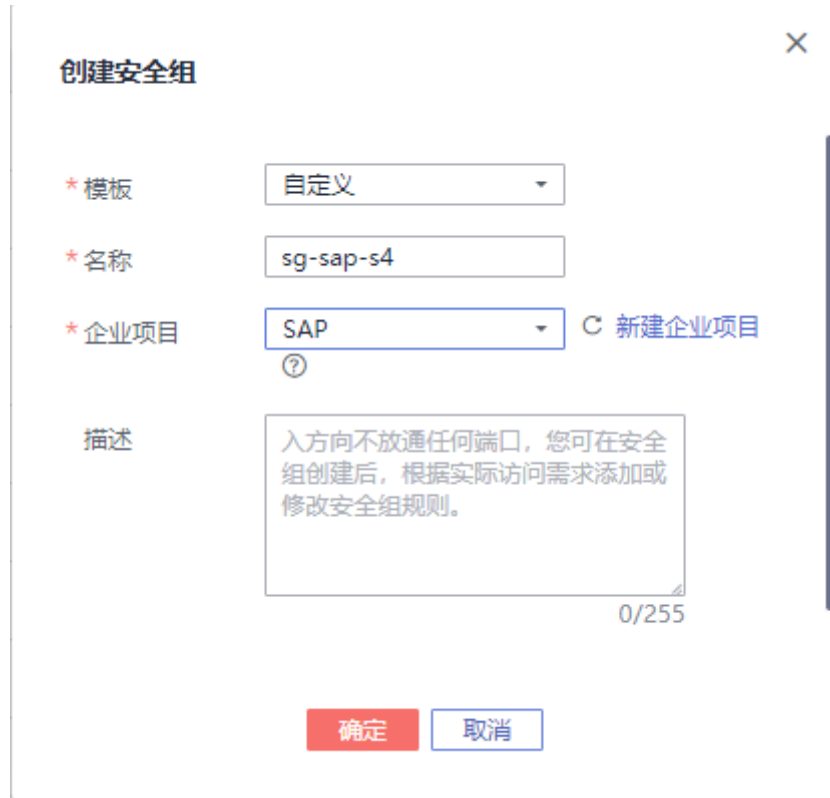 创建安全组
* 模板 自定义
* 名称 sg-sap-s4
* 企业项目 SAP 新建企业项目
描述
入方向不放通任何端口，您可在安全
组创建后，根据实际访问需求添加或
修改安全组规则。
0/255
确定 取消